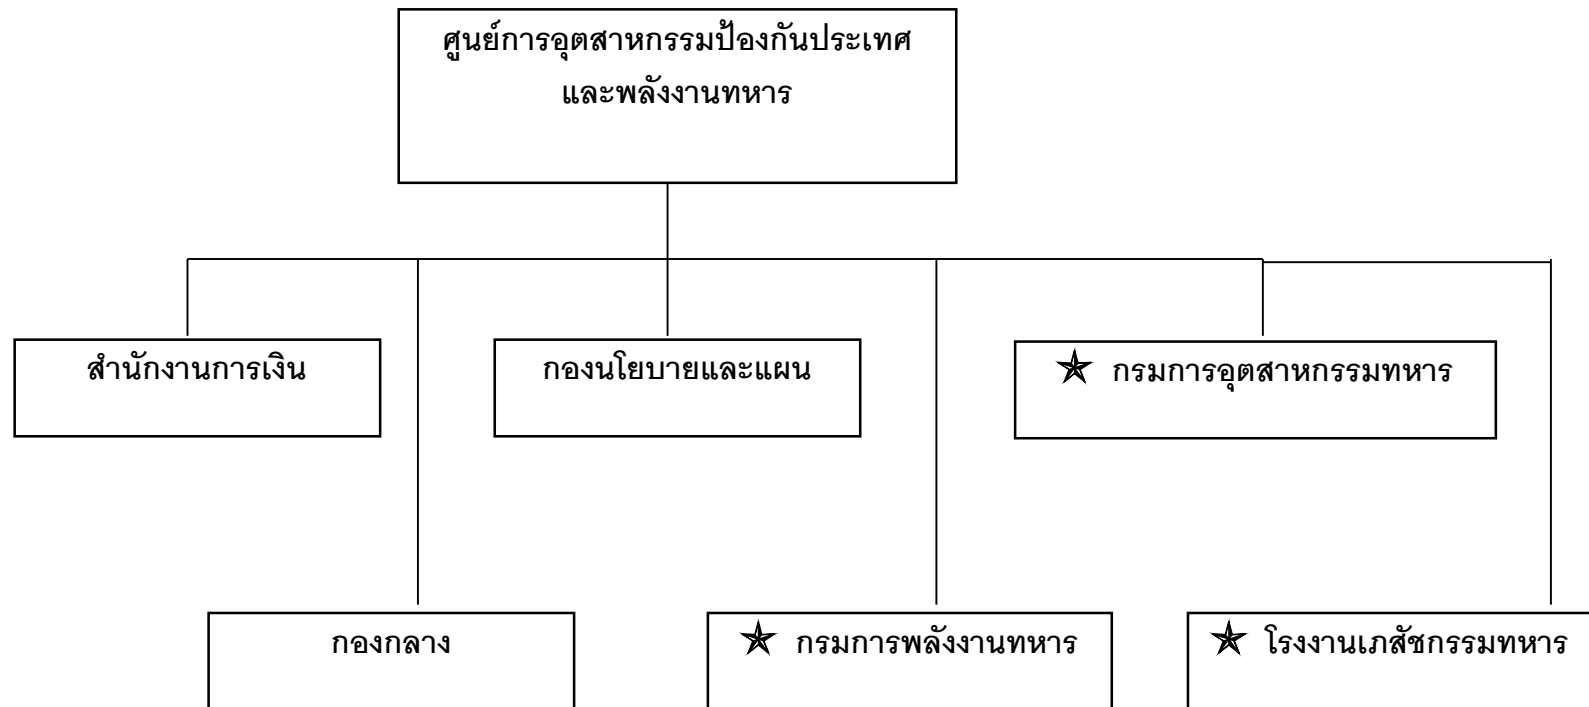 ศูนย์การอุตสาหกรรมป้องกันประเทศ
และพลังงานทหาร
สำนักงานการเงิน
กองนโยบายและแผน
กรมการอุตสาหกรรมทหาร
กองกลาง
กรมการพลังงานทหาร
โรงงานเภสัชกรรมทหาร